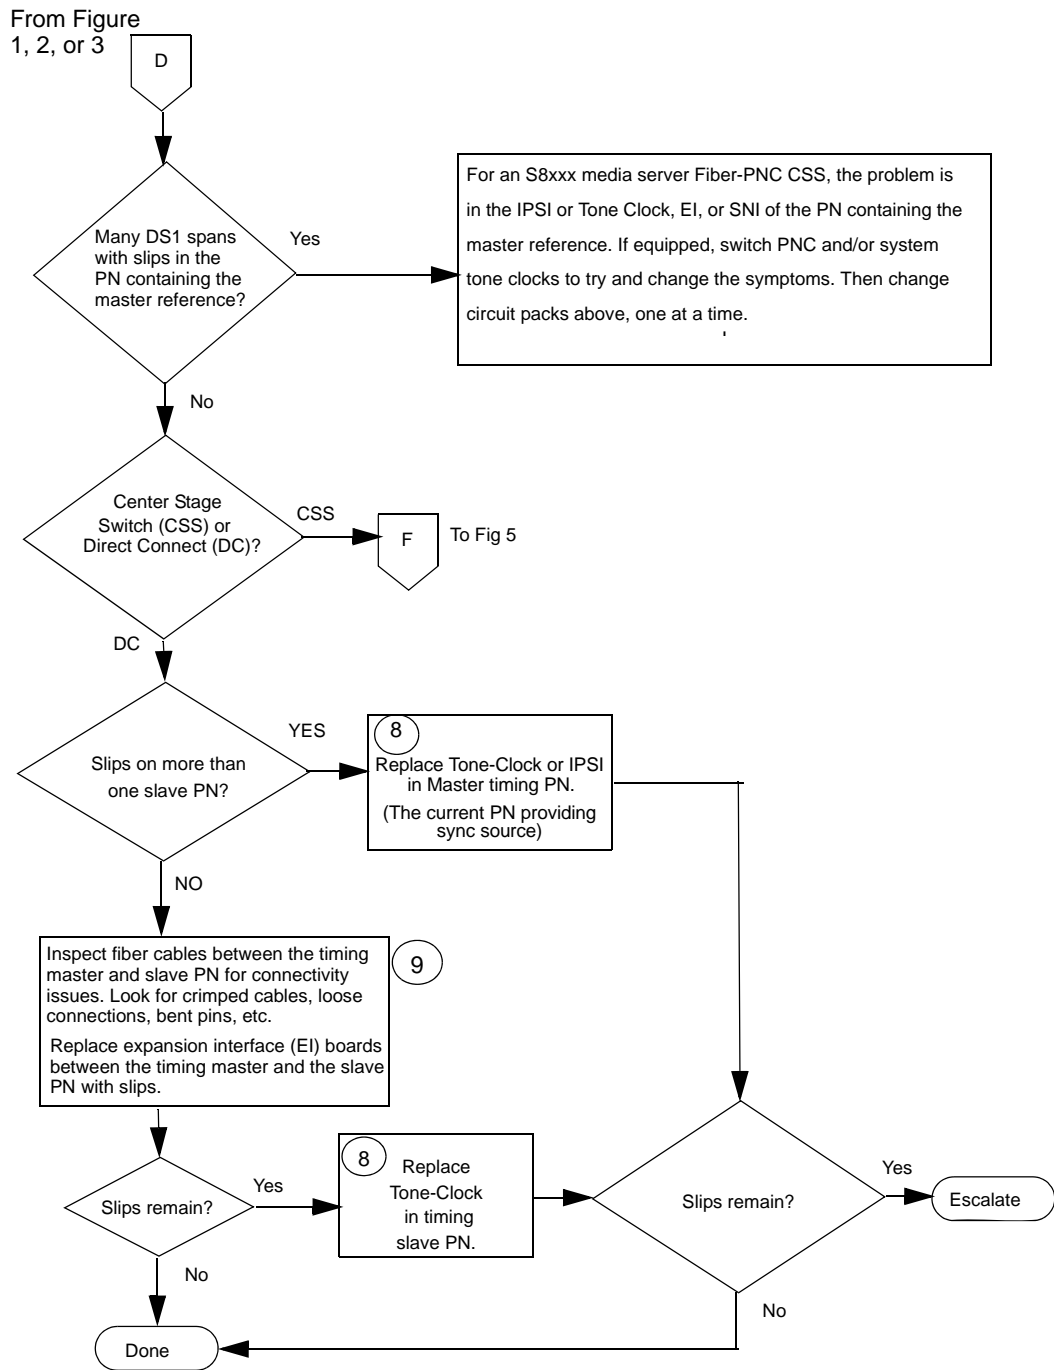 From Figure
1, 2, or 3
D
Many DS1 spans
with slips in the
PN containing the
master reference?
Yes
For an S8xxx media server Fiber-PNC CSS, the problem is
in the IPSI or Tone Clock, EI, or SNI of the PN containing the
master reference. If equipped, switch PNC and/or system
tone clocks to try and change the symptoms. Then change
circuit packs above, one at a time.
No
Center Stage
Switch (CSS) or
Direct Connect (DC)?
CSS
F
To Fig 5
DC
Slips on more than
one slave PN?
YES
8
Replace Tone-Clock or IPSI
in Master timing PN.
(The current PN providing
sync source)
NO
Inspect fiber cables between the timing
master and slave PN for connectivity
issues. Look for crimped cables, loose
connections, bent pins, etc.
Replace expansion interface (EI) boards
between the timing master and the slave
PN with slips.
9
Slips remain?
Yes
8
Replace
Tone-Clock
in timing
slave PN.
Slips remain?
Yes
Escalate
No
No
Done